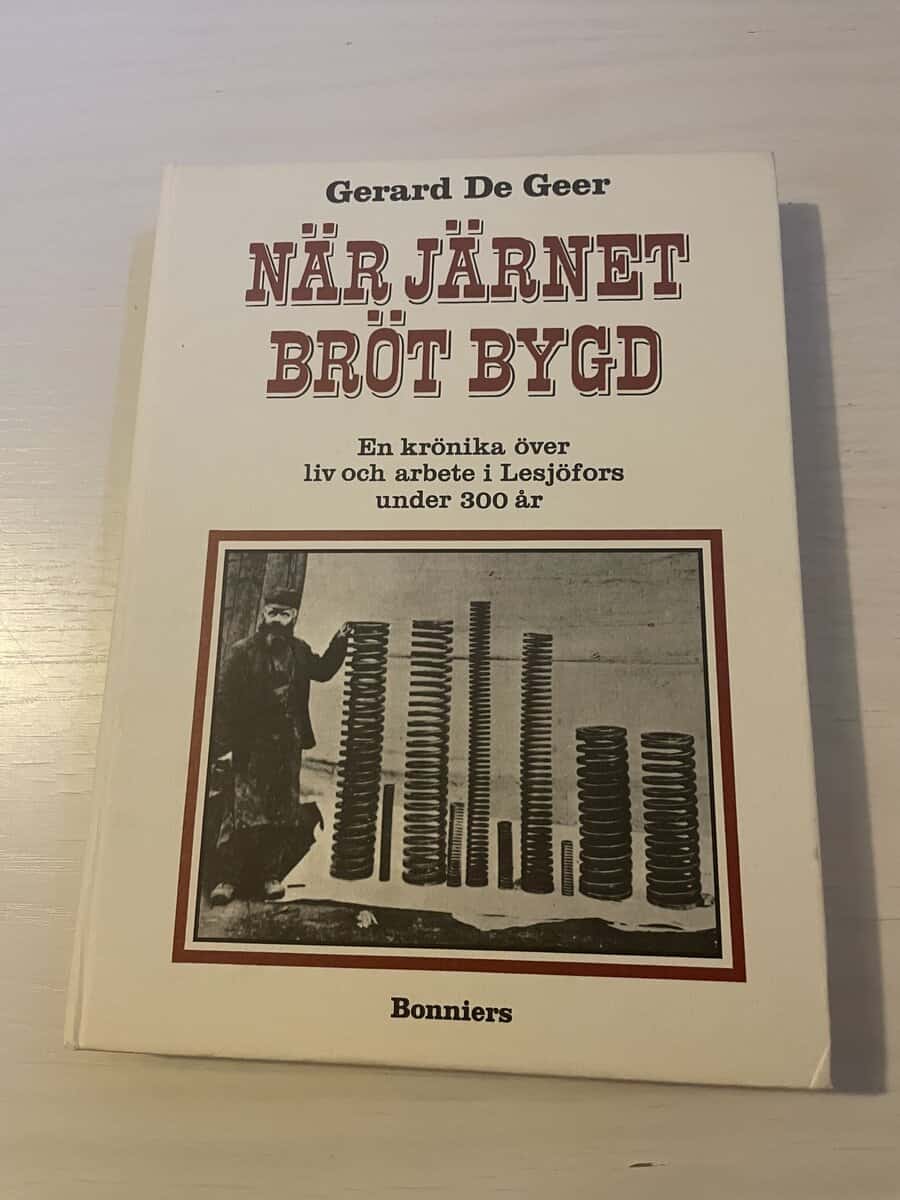 Gerard De Geer
NÄR JÄRNET
BRÖT BYGD
En krönika över
liv och arbete i Lesjöfors
under 300 år
Bonniers